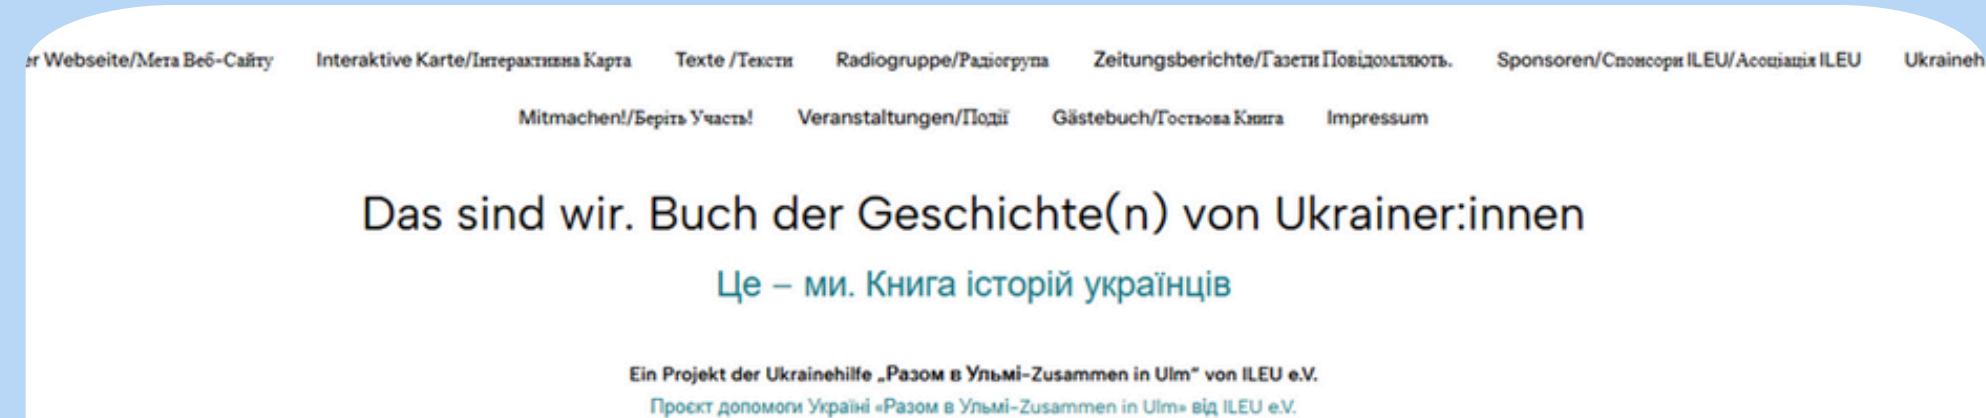 er Webseite/Мета Веб-Сайту Interaktive Karte/Інтерактивна Карта Texte /Тексти Radiogruppe/Радіогрупа Zeitungsberichte/Газети Повідомляють. Sponsoren/Спонсори ILEU/Асоціація ILEU Ukraineh
Mitmachen!/Беріть Участь! Veranstaltungen/Події Gästebuch/Гостьова Книга Impressum
Das sind wir. Buch der Geschichte(n) von Ukrainer:innen
Це – ми. Книга історій українців
Ein Projekt der Ukrainehilfe „Разом в Ульмі-Zusammen in Ulm“ von ILEU e.V.
Проєкт допомоги Україні «Разом в Ульмі-Zusammen in Ulm» від ILEU e.V.